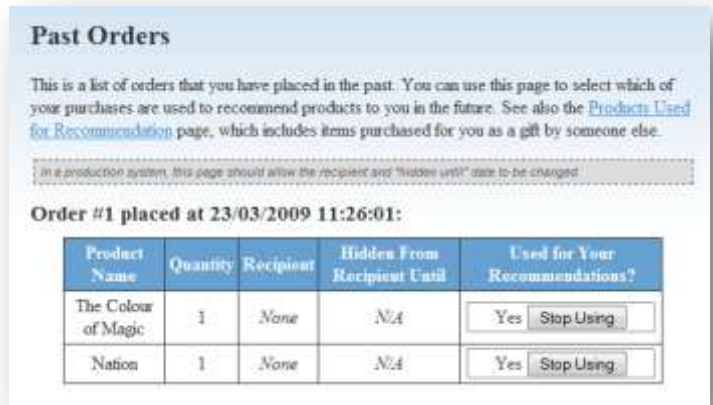 Past Orders
This is a list of orders that you have placed in the past. You can use this page to select which of
your purchases are used to recommend products to you in the future. See also the Products Used
for Recommendation page, which includes items purchased for you as a gift by someone else.
In a production system, this page should allow the recipient and "hidden until" date to be changed
Order #1 placed at 23/03/2009 11:26:01:
Product Name Quantity Recipient Hidden From Recipient Until Used for Your Recommendations?
The Colour of Magic 1 None N/A Yes Stop Using
Nation 1 None N/A Yes Stop Using